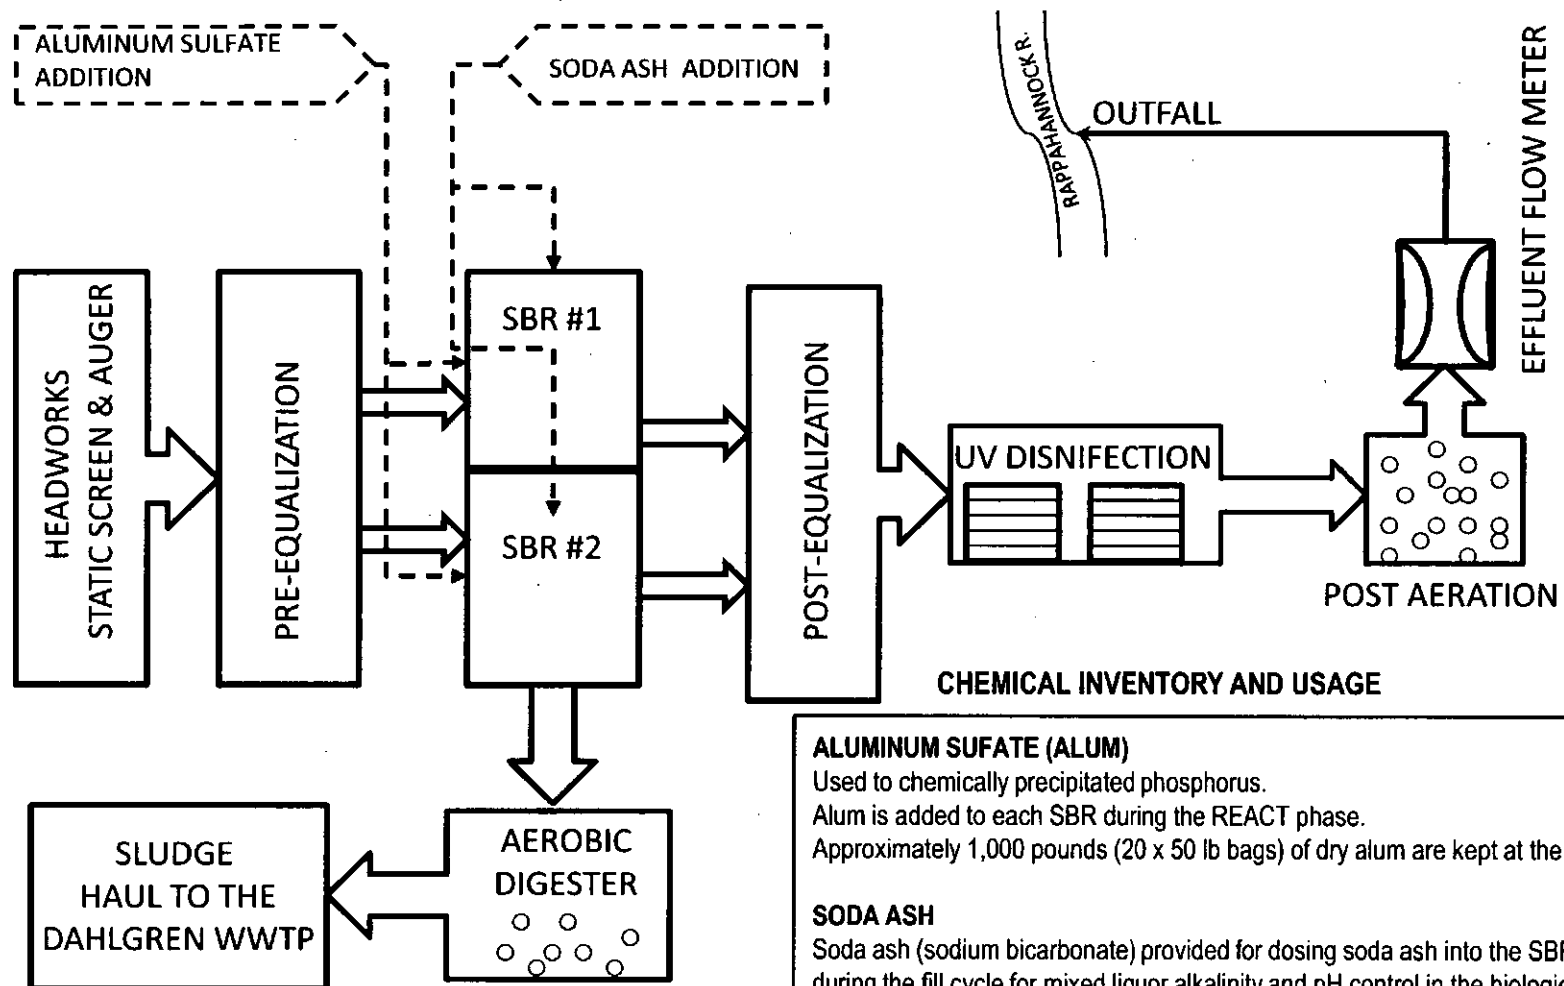 ALUMINUM SULFATE
ADDITION
SODA ASH ADDITION
RAPPAHANNOCK R.
OUTFALL
EFFLUENT FLOW METER
HEADWORKS
STATIC SCREEN & AUGER
PRE-EQUALIZATION
SBR #1
SBR #2
POST-EQUALIZATION
UV DISNIFECTION
POST AERATION
SLUDGE
HAUL TO THE
DAHLGREN WWTP
AEROBIC
DIGESTER
CHEMICAL INVENTORY AND USAGE
ALUMINUM SUFATE (ALUM)
Used to chemically precipitated phosphorus.
Alum is added to each SBR during the REACT phase.
Approximately 1,000 pounds (20 x 50 lb bags) of dry alum are kept at the
SODA ASH
Soda ash (sodium bicarbonate) provided for dosing soda ash into the SBR
during the fill cycle for mixed liquor alkalinity and pH control in the